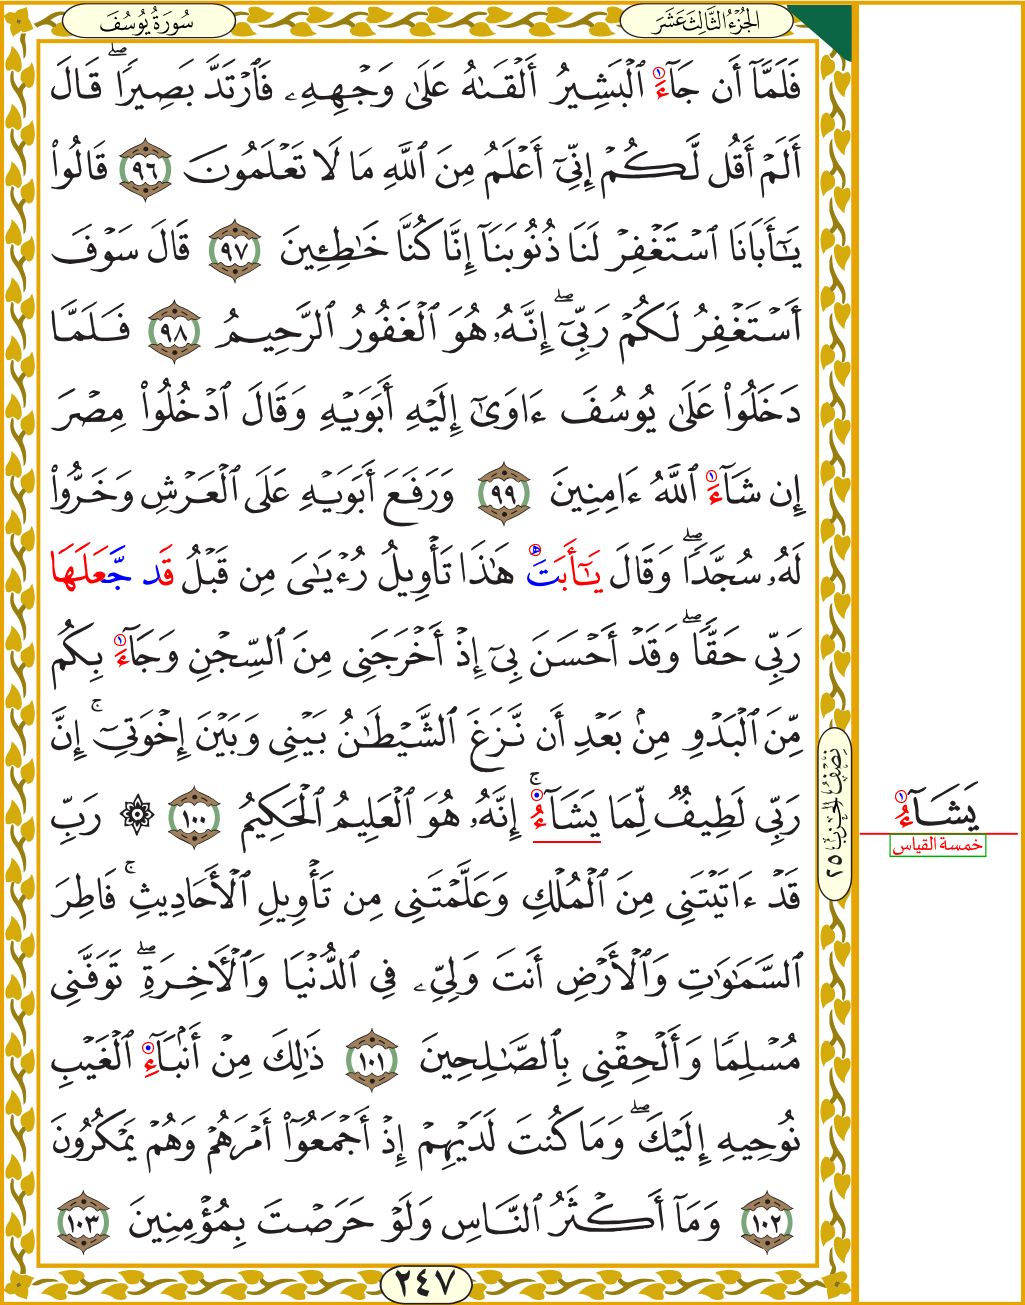 سُورَةُ يُوسُفَ
الجُزْءُ الثَّالِثَ عَشَرَ
فَلَمَّآ أَن جَآءَ ٱلْبَشِيرُ أَلْقَىٰهُ عَلَىٰ وَجْهِهِۦ فَٱرْتَدَّ بَصِيرًاۖ قَالَ
أَلَمْ أَقُل لَّكُمْ إِنِّىٓ أَعْلَمُ مِنَ ٱللَّهِ مَا لَا تَعْلَمُونَ ٩٦ قَالُوا۟
يَـٰٓأَبَانَا ٱسْتَغْفِرْ لَنَا ذُنُوبَنَآ إِنَّا كُنَّا خَـٰطِـِٔينَ ٩٧ قَالَ سَوْفَ
أَسْتَغْفِرُ لَكُمْ رَبِّىٓۖ إِنَّهُۥ هُوَ ٱلْغَفُورُ ٱلرَّحِيمُ ٩٨ فَلَمَّا
دَخَلُوا۟ عَلَىٰ يُوسُفَ ءَاوَىٰٓ إِلَيْهِ أَبَوَيْهِ وَقَالَ ٱدْخُلُوا۟ مِصْرَ
إِن شَآءَ ٱللَّهُ ءَامِنِينَ ٩٩ وَرَفَعَ أَبَوَيْهِ عَلَى ٱلْعَرْشِ وَخَرُّوا۟
لَهُۥ سُجَّدًاۖ وَقَالَ يَـٰٓأَبَتِ هَـٰذَا تَأْوِيلُ رُءْيَـٰىَ مِن قَبْلُ قَد جَّعَلَهَا
رَبِّى حَقًّاۖ وَقَدْ أَحْسَنَ بِىٓ إِذْ أَخْرَجَنِى مِنَ ٱلسِّجْنِ وَجَآءَ بِكُم
مِّنَ ٱلْبَدْوِ مِنۢ بَعْدِ أَن نَّزَغَ ٱلشَّيْطَـٰنُ بَيْنِى وَبَيْنَ إِخْوَتِىٓۚ إِنَّ
رَبِّى لَطِيفٌ لِّمَا يَشَآءُۚ إِنَّهُۥ هُوَ ٱلْعَلِيمُ ٱلْحَكِيمُ ١٠٠ ۞ رَبِّ
قَدْ ءَاتَيْتَنِى مِنَ ٱلْمُلْكِ وَعَلَّمْتَنِى مِن تَأْوِيلِ ٱلْأَحَادِيثِۚ فَاطِرَ
ٱلسَّمَـٰوَٰتِ وَٱلْأَرْضِ أَنتَ وَلِىِّۦ فِى ٱلدُّنْيَا وَٱلْـَٔاخِرَةِۖ تَوَفَّنِى
مُسْلِمًا وَأَلْحِقْنِى بِٱلصَّـٰلِحِينَ ١٠١ ذَٰلِكَ مِنْ أَنۢبَآءِ ٱلْغَيْبِ
نُوحِيهِ إِلَيْكَۖ وَمَا كُنتَ لَدَيْهِمْ إِذْ أَجْمَعُوٓا۟ أَمْرَهُمْ وَهُمْ يَمْكُرُونَ
١٠٢ وَمَآ أَكْثَرُ ٱلنَّاسِ وَلَوْ حَرَصْتَ بِمُؤْمِنِينَ ١٠٣
٢٤٧
نِصْفُ الحِزْبِ ٢٥
يَشَآءُ
خمسة القياس